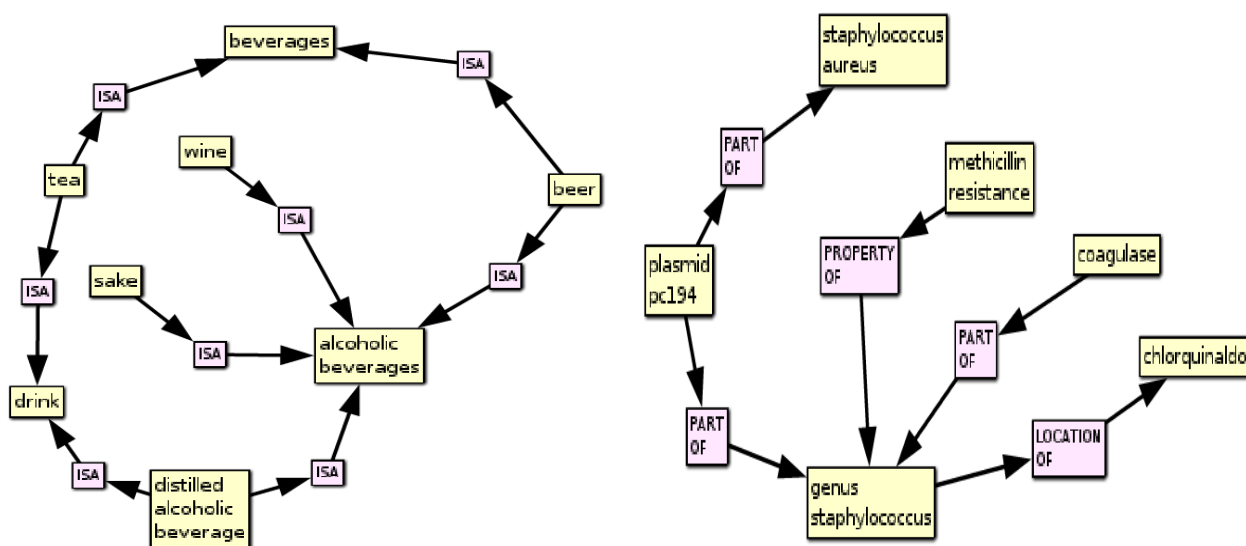 beverages
ISA
ISA
wine
tea
beer
ISA
ISA
ISA
sake
ISA
alcoholic
beverages
drink
ISA
ISA
distilled
alcoholic
beverage
staphylococcus
aureus
PART
OF
methicillin
resistance
plasmid
pc194
PROPERTY
OF
coagulase
PART
OF
chlorquinaldo
PART
OF
LOCATION
OF
genus
staphylococcus